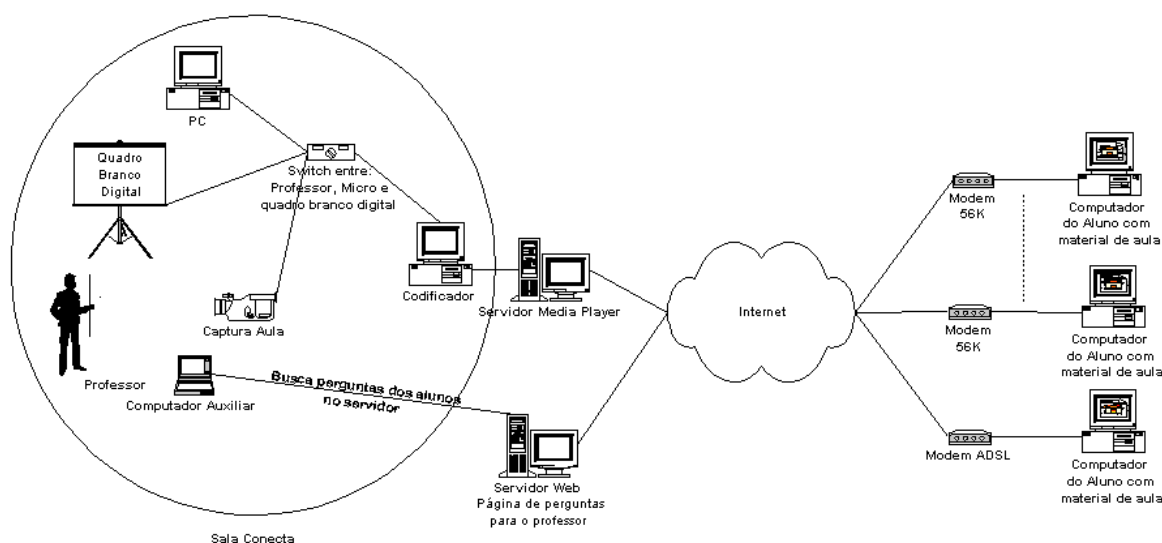 PC
Quadro
Branco
Digital
Switch entre:
Professor, Micro e
quadro branco digital
Codificador
Captura Aula
Professor
Computador Auxiliar
Busca perguntas dos alunos
no servidor
Sala Conecta
Servidor Media Player
Servidor Web
Página de perguntas
para o professor
Internet
Modem
56K
Computador
do Aluno com
material de aula
Modem
56K
Computador
do Aluno com
material de aula
Modem ADSL
Computador
do Aluno com
material de aula